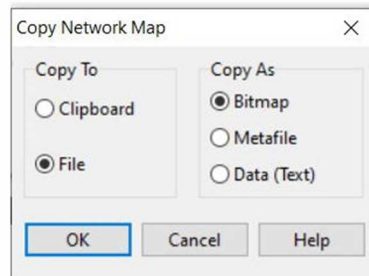 Copy Network Map
Copy To
Clipboard
File
Copy As
Bitmap
Metafile
Data (Text)
OK
Cancel
Help